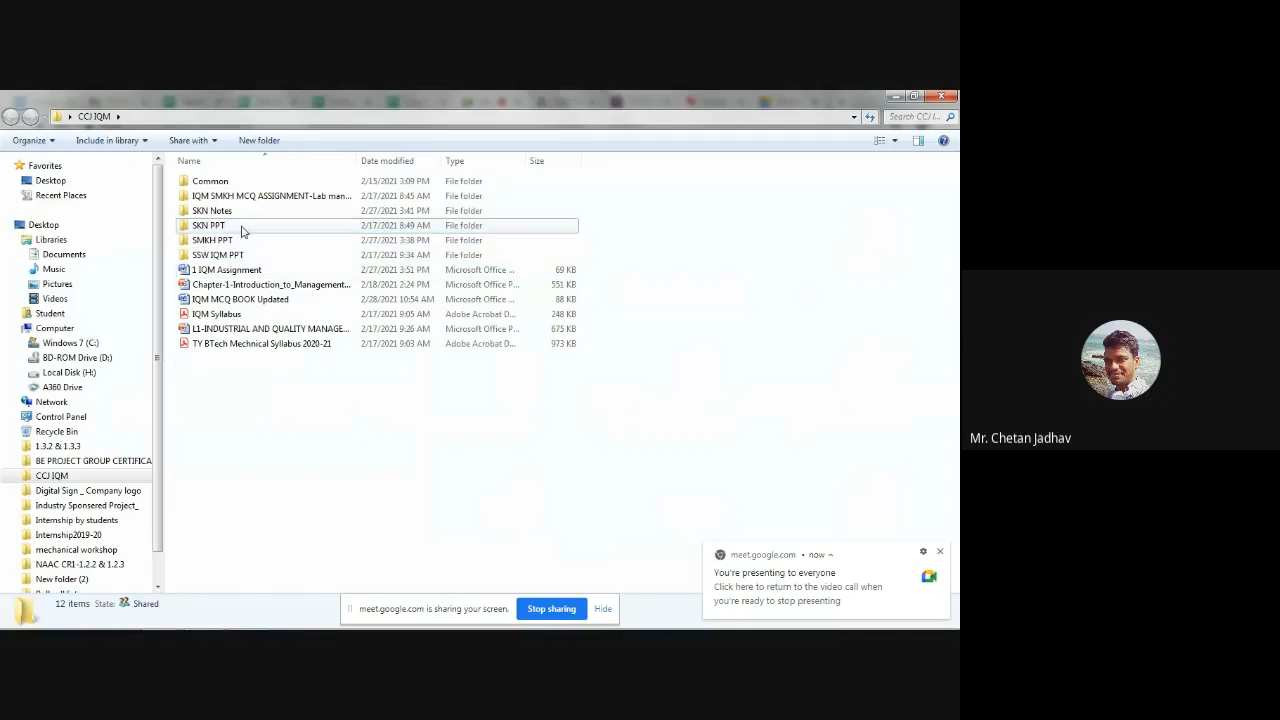 CCJ IQM
Search CCJ I...
Organize Include in library Share with New folder
Name Date modified Type Size
Favorites
Desktop
Recent Places
Desktop
Libraries
Documents
Music
Pictures
Videos
Student
Computer
Windows 7 (C:)
BD-ROM Drive (D:)
Local Disk (H:)
A360 Drive
Network
Control Panel
Recycle Bin
1.3.2 & 1.3.3
BE PROJECT GROUP CERTIFICA
CCJ IQM
Digital Sign _ Company logo
Industry Sponsered Project_
Internship by students
Internship2019-20
mechanical workshop
NAAC CR1-1.2.2 & 1.2.3
New folder (2)
Common 2/15/2021 3:09 PM File folder
IQM SMKH MCQ ASSIGNMENT-Lab man... 2/17/2021 8:45 AM File folder
SKN Notes 2/27/2021 3:41 PM File folder
SKN PPT 2/17/2021 8:49 AM File folder
SMKH PPT 2/27/2021 3:38 PM File folder
SSW IQM PPT 2/17/2021 9:34 AM File folder
1 IQM Assignment 2/27/2021 3:51 PM Microsoft Office ... 69 KB
Chapter-1-Introduction_to_Management... 2/18/2021 2:24 PM Microsoft Office P... 551 KB
IQM MCQ BOOK Updated 2/28/2021 10:54 AM Microsoft Office ... 88 KB
IQM Syllabus 2/17/2021 9:05 AM Adobe Acrobat D... 248 KB
L1-INDUSTRIAL AND QUALITY MANAGE... 2/17/2021 9:26 AM Microsoft Office P... 675 KB
TY BTech Mechnical Syllabus 2020-21 2/17/2021 9:03 AM Adobe Acrobat D... 973 KB
12 items State: Shared
meet.google.com is sharing your screen. Stop sharing Hide
meet.google.com • now
You're presenting to everyone
Click here to return to the video call when
you're ready to stop presenting
Mr. Chetan Jadhav